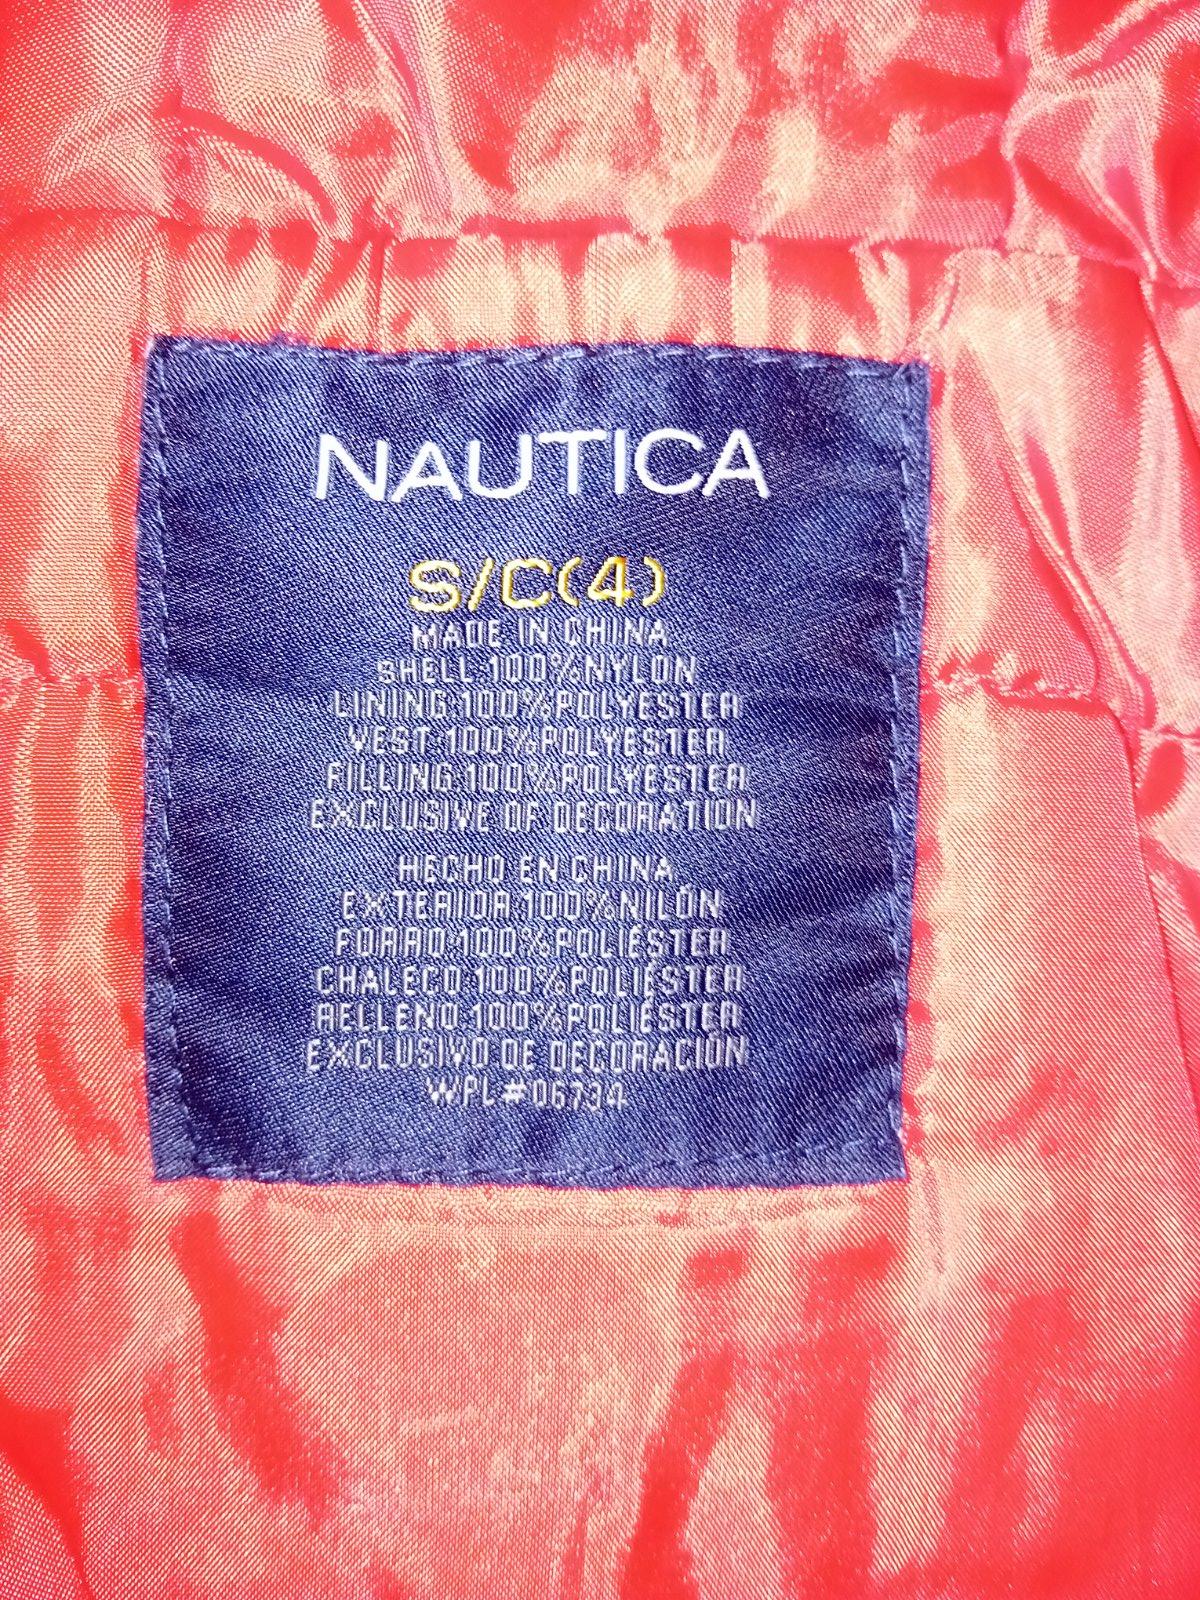 NAUTICA
S/C(4)
MADE IN CHINA
SHELL 100%NYLON
LINING 100%POLYESTER
VEST 100%POLYESTER
FILLING 100%POLYESTER
EXCLUSIVE OF DECORATION
HECHO EN CHINA
EXTERIOR 100%NILÓN
FORRO 100%POLIÉSTER
CHALECO 100%POLIÉSTER
RELLENO 100%POLIÉSTER
EXCLUSIVO DE DECORACIÓN
WPL#06734